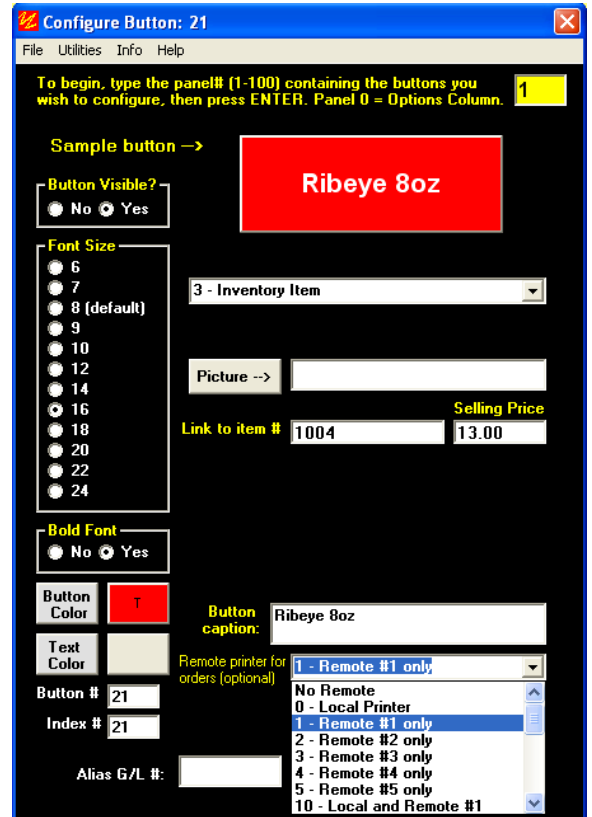 Configure Button: 21
File Utilities Info Help
To begin, type the panel# (1-100) containing the buttons you
wish to configure, then press ENTER. Panel 0 = Options Column.
1
Sample button -->
Ribeye 8oz
Button Visible?
No Yes
Font Size
6
7
8 (default)
9
10
12
14
16
18
20
22
24
3 - Inventory Item
Picture -->
Selling Price
Link to item # 1004 13.00
Bold Font
No Yes
Button
Color
T
Text
Color
Button # 21
Index # 21
Button
caption:
Ribeye 8oz
Remote printer for
orders (optional)
1 - Remote #1 only
No Remote
0 - Local Printer
1 - Remote #1 only
2 - Remote #2 only
3 - Remote #3 only
4 - Remote #4 only
5 - Remote #5 only
10 - Local and Remote #1
Alias G/L #: